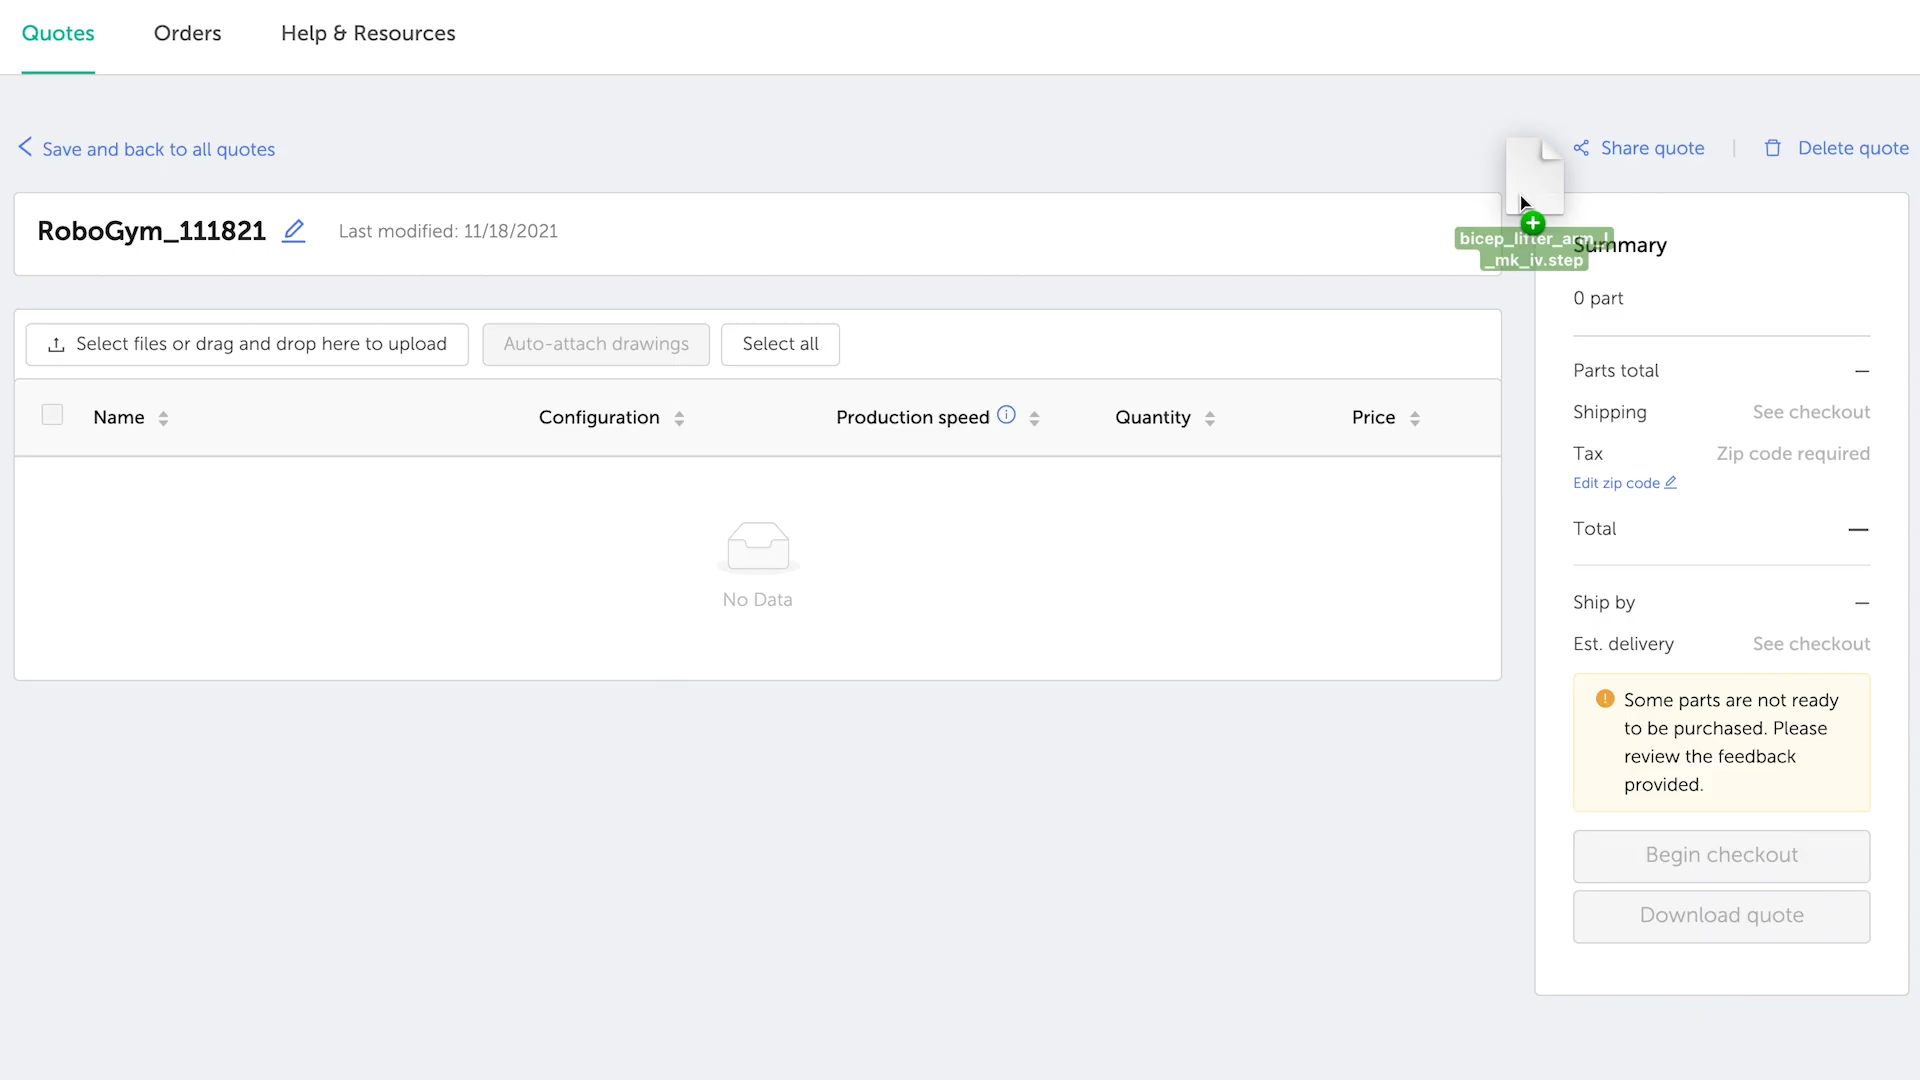 Quotes
Orders
Help & Resources
Save and back to all quotes
Share quote
Delete quote
RoboGym_111821
Last modified: 11/18/2021
bicep_lifter_arm_l
_mk_iv.step
Summary
0 part
Select files or drag and drop here to upload
Auto-attach drawings
Select all
Parts total
–
Shipping
See checkout
Name
Configuration
Production speed
Quantity
Price
Tax
Zip code required
Edit zip code
Total
—
No Data
Ship by
–
Est. delivery
See checkout
Some parts are not ready
to be purchased. Please
review the feedback
provided.
Begin checkout
Download quote